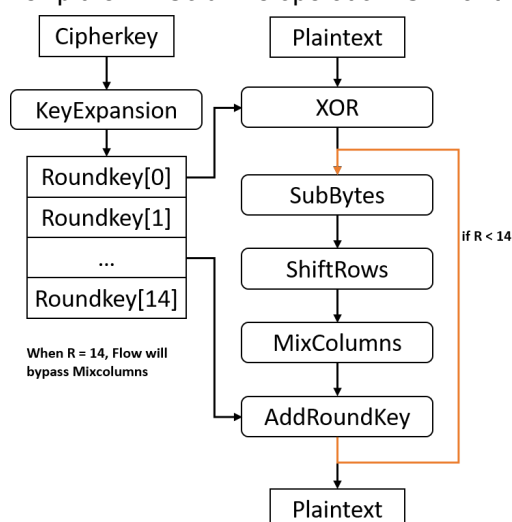 Cipherkey
Plaintext
KeyExpansion
XOR
Roundkey[0]
Roundkey[1]
...
Roundkey[14]
SubBytes
if R < 14
ShiftRows
MixColumns
When R = 14, Flow will
bypass Mixcolumns
AddRoundKey
Plaintext